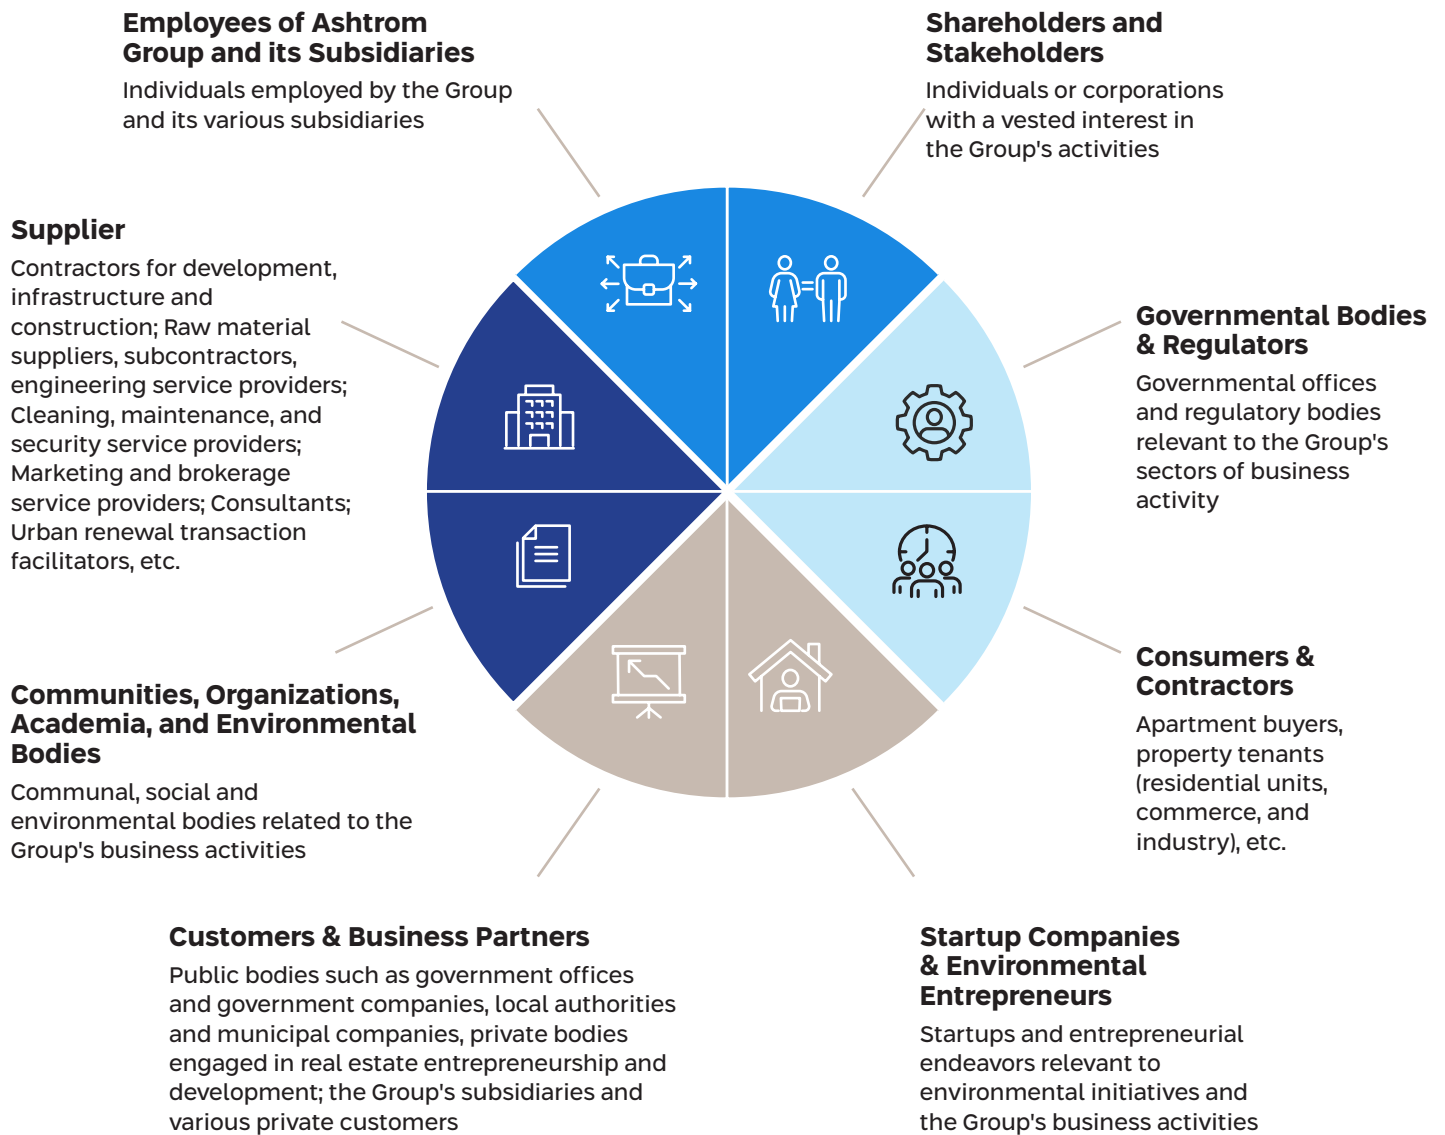 Employees of Ashtrom
Group and its Subsidiaries
Individuals employed by the Group
and its various subsidiaries
Shareholders and
Stakeholders
Individuals or corporations
with a vested interest in
the Group's activities
Supplier
Contractors for development,
infrastructure and
construction; Raw material
suppliers, subcontractors,
engineering service providers;
Cleaning, maintenance, and
security service providers;
Marketing and brokerage
service providers; Consultants;
Urban renewal transaction
facilitators, etc.
Governmental Bodies
& Regulators
Governmental offices
and regulatory bodies
relevant to the Group's
sectors of business
activity
Communities, Organizations,
Academia, and Environmental
Bodies
Communal, social and
environmental bodies related to the
Group's business activities
Consumers &
Contractors
Apartment buyers,
property tenants
(residential units,
commerce, and
industry), etc.
Customers & Business Partners
Public bodies such as government offices
and government companies, local authorities
and municipal companies, private bodies
engaged in real estate entrepreneurship and
development; the Group's subsidiaries and
various private customers
Startup Companies
& Environmental
Entrepreneurs
Startups and entrepreneurial
endeavors relevant to
environmental initiatives and
the Group's business activities